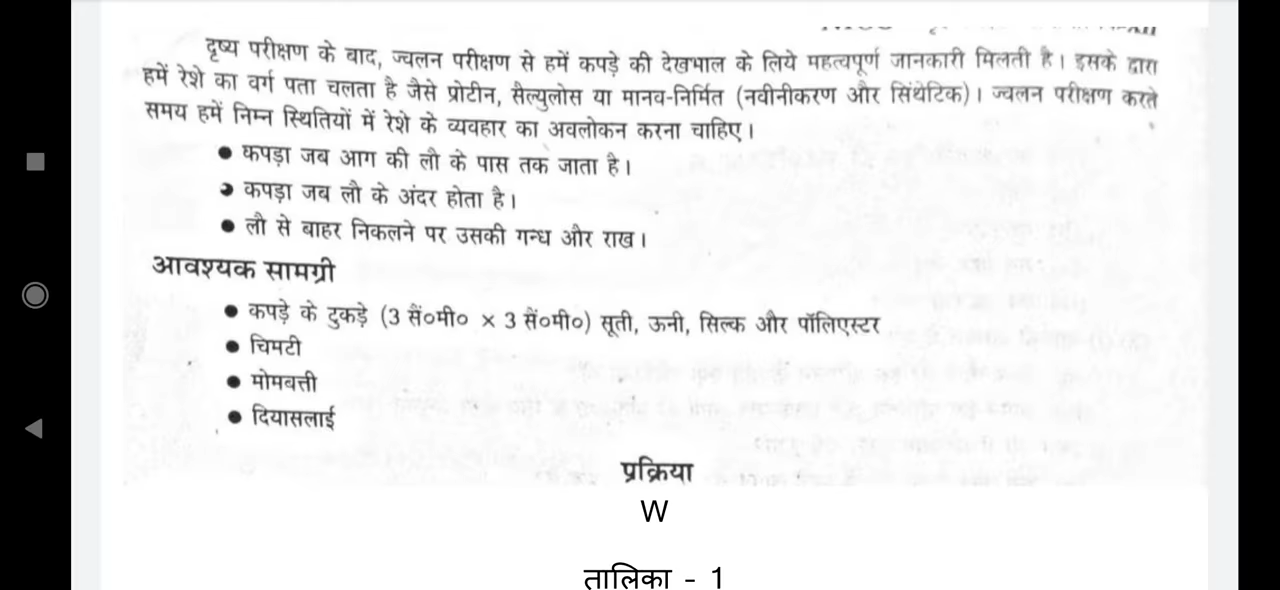 दृष्य परीक्षण के बाद, ज्वलन परीक्षण से हमें कपड़े की देखभाल के लिये महत्वपूर्ण जानकारी मिलती है। इसके द्वारा
हमें रेशे का वर्ग पता चलता है जैसे प्रोटीन, सैल्युलोस या मानव-निर्मित (नवीनीकरण और सिंथेटिक)। ज्वलन परीक्षण करते
समय हमें निम्न स्थितियों में रेशे के व्यवहार का अवलोकन करना चाहिए।
● कपड़ा जब आग की लौ के पास तक जाता है।
● कपड़ा जब लौ के अंदर होता है।
● लौ से बाहर निकलने पर उसकी गन्ध और राख।
आवश्यक सामग्री
● कपड़े के टुकड़े (3 सैं०मी० × 3 सैं०मी०) सूती, ऊनी, सिल्क और पॉलिएस्टर
● चिमटी
● मोमबत्ती
● दियासलाई
प्रक्रिया
W
तालिका - 1